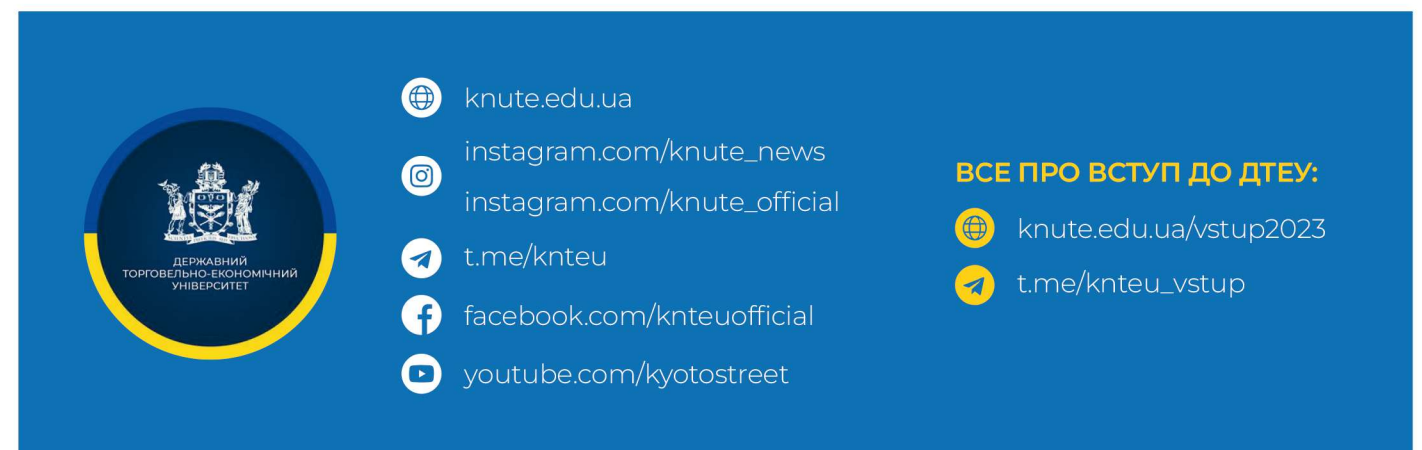 ДЕРЖАВНИЙ
ТОРГОВЕЛЬНО-ЕКОНОМІЧНИЙ
УНІВЕРСИТЕТ
knute.edu.ua
instagram.com/knute_news
instagram.com/knute_official
t.me/knteu
facebook.com/knteuofficial
youtube.com/kyotostreet
ВСЕ ПРО ВСТУП ДО ДТЕУ:
knute.edu.ua/vstup2023
t.me/knteu_vstup